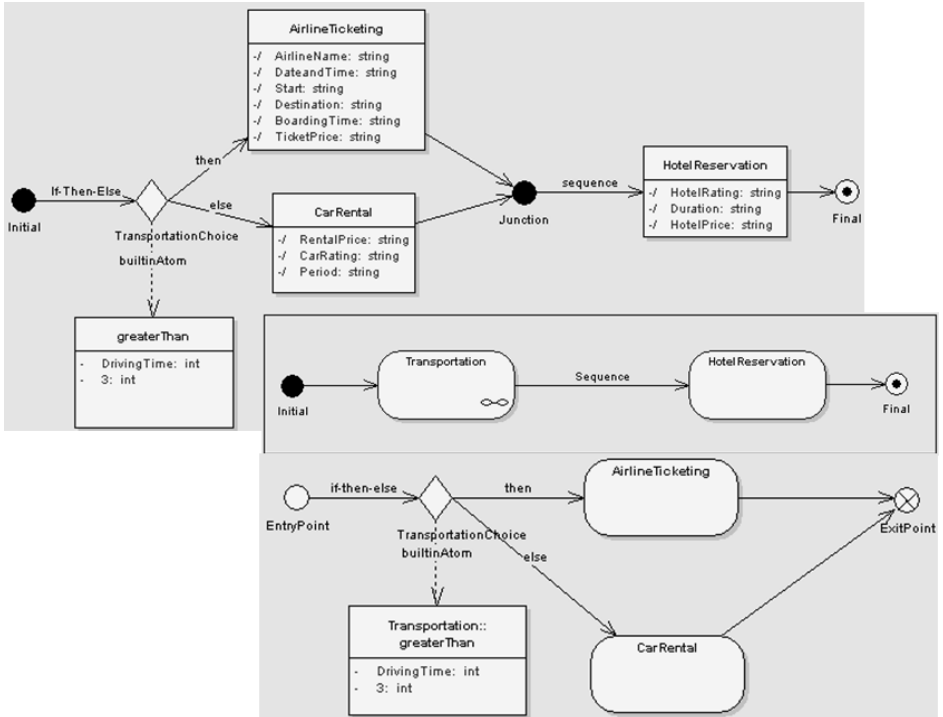 AirlineTicketing
-/ AirlineName: string
-/ DateandTime: string
-/ Start: string
-/ Destination: string
-/ BoardingTime: string
-/ TicketPrice: string
If-Then-Else
Initial
then
else
TransportationChoice
builtinAtom
CarRental
-/ RentalPrice: string
-/ CarRating: string
-/ Period: string
Junction
sequence
HotelReservation
-/ HotelRating: string
-/ Duration: string
-/ HotelPrice: string
Final
greaterThan
- DrivingTime: int
- 3: int
Initial
Transportation
Sequence
HotelReservation
Final
EntryPoint
if-then-else
then
AirlineTicketing
ExitPoint
TransportationChoice
builtinAtom
else
Transportation::
greaterThan
- DrivingTime: int
- 3: int
CarRental